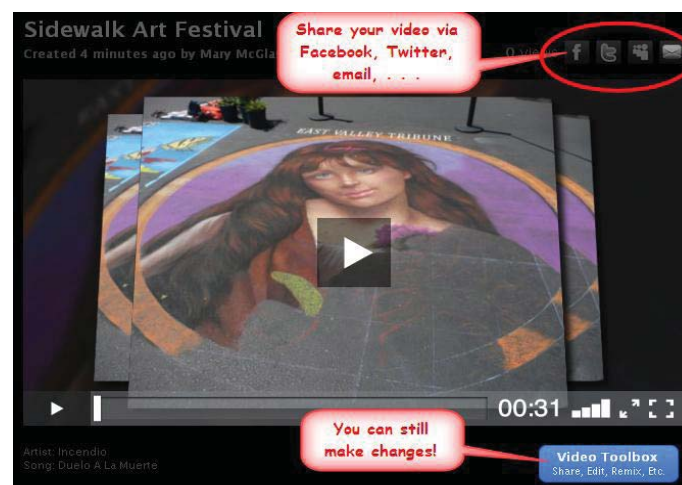 Sidewalk Art Festival
Created 4 minutes ago by Mary McGla
Share your video via
Facebook, Twitter,
email, . . .
0 Views
EAST VALLEY TRIBUNE
00:31
You can still
make changes!
Artist: Incendio
Song: Duelo A La Muerte
Video Toolbox
Share, Edit, Remix, Etc.